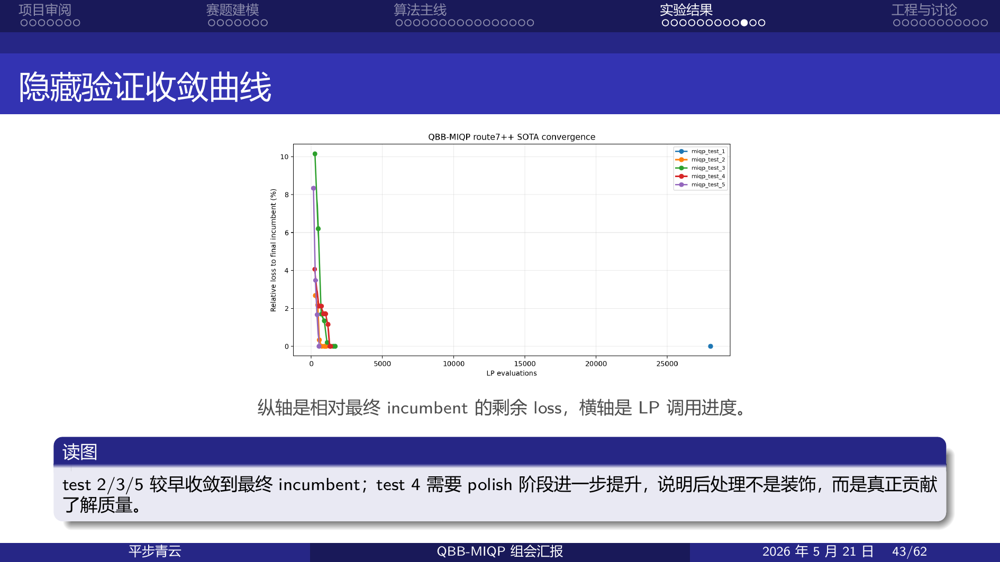 项目审阅 赛题建模 算法主线 实验结果 工程与讨论
隐藏验证收敛曲线
QBB-MIQP route7++ SOTA convergence
miqp_test_1
miqp_test_2
miqp_test_3
miqp_test_4
miqp_test_5
Relative loss to final incumbent (%)
10
8
6
4
2
0
0 5000 10000 15000 20000 25000
LP evaluations
纵轴是相对最终 incumbent 的剩余 loss，横轴是 LP 调用进度。
读图
test 2/3/5 较早收敛到最终 incumbent；test 4 需要 polish 阶段进一步提升，说明后处理不是装饰，而是真正贡献
了解质量。
平步青云 QBB-MIQP 组会汇报 2026 年 5 月 21 日 43/62